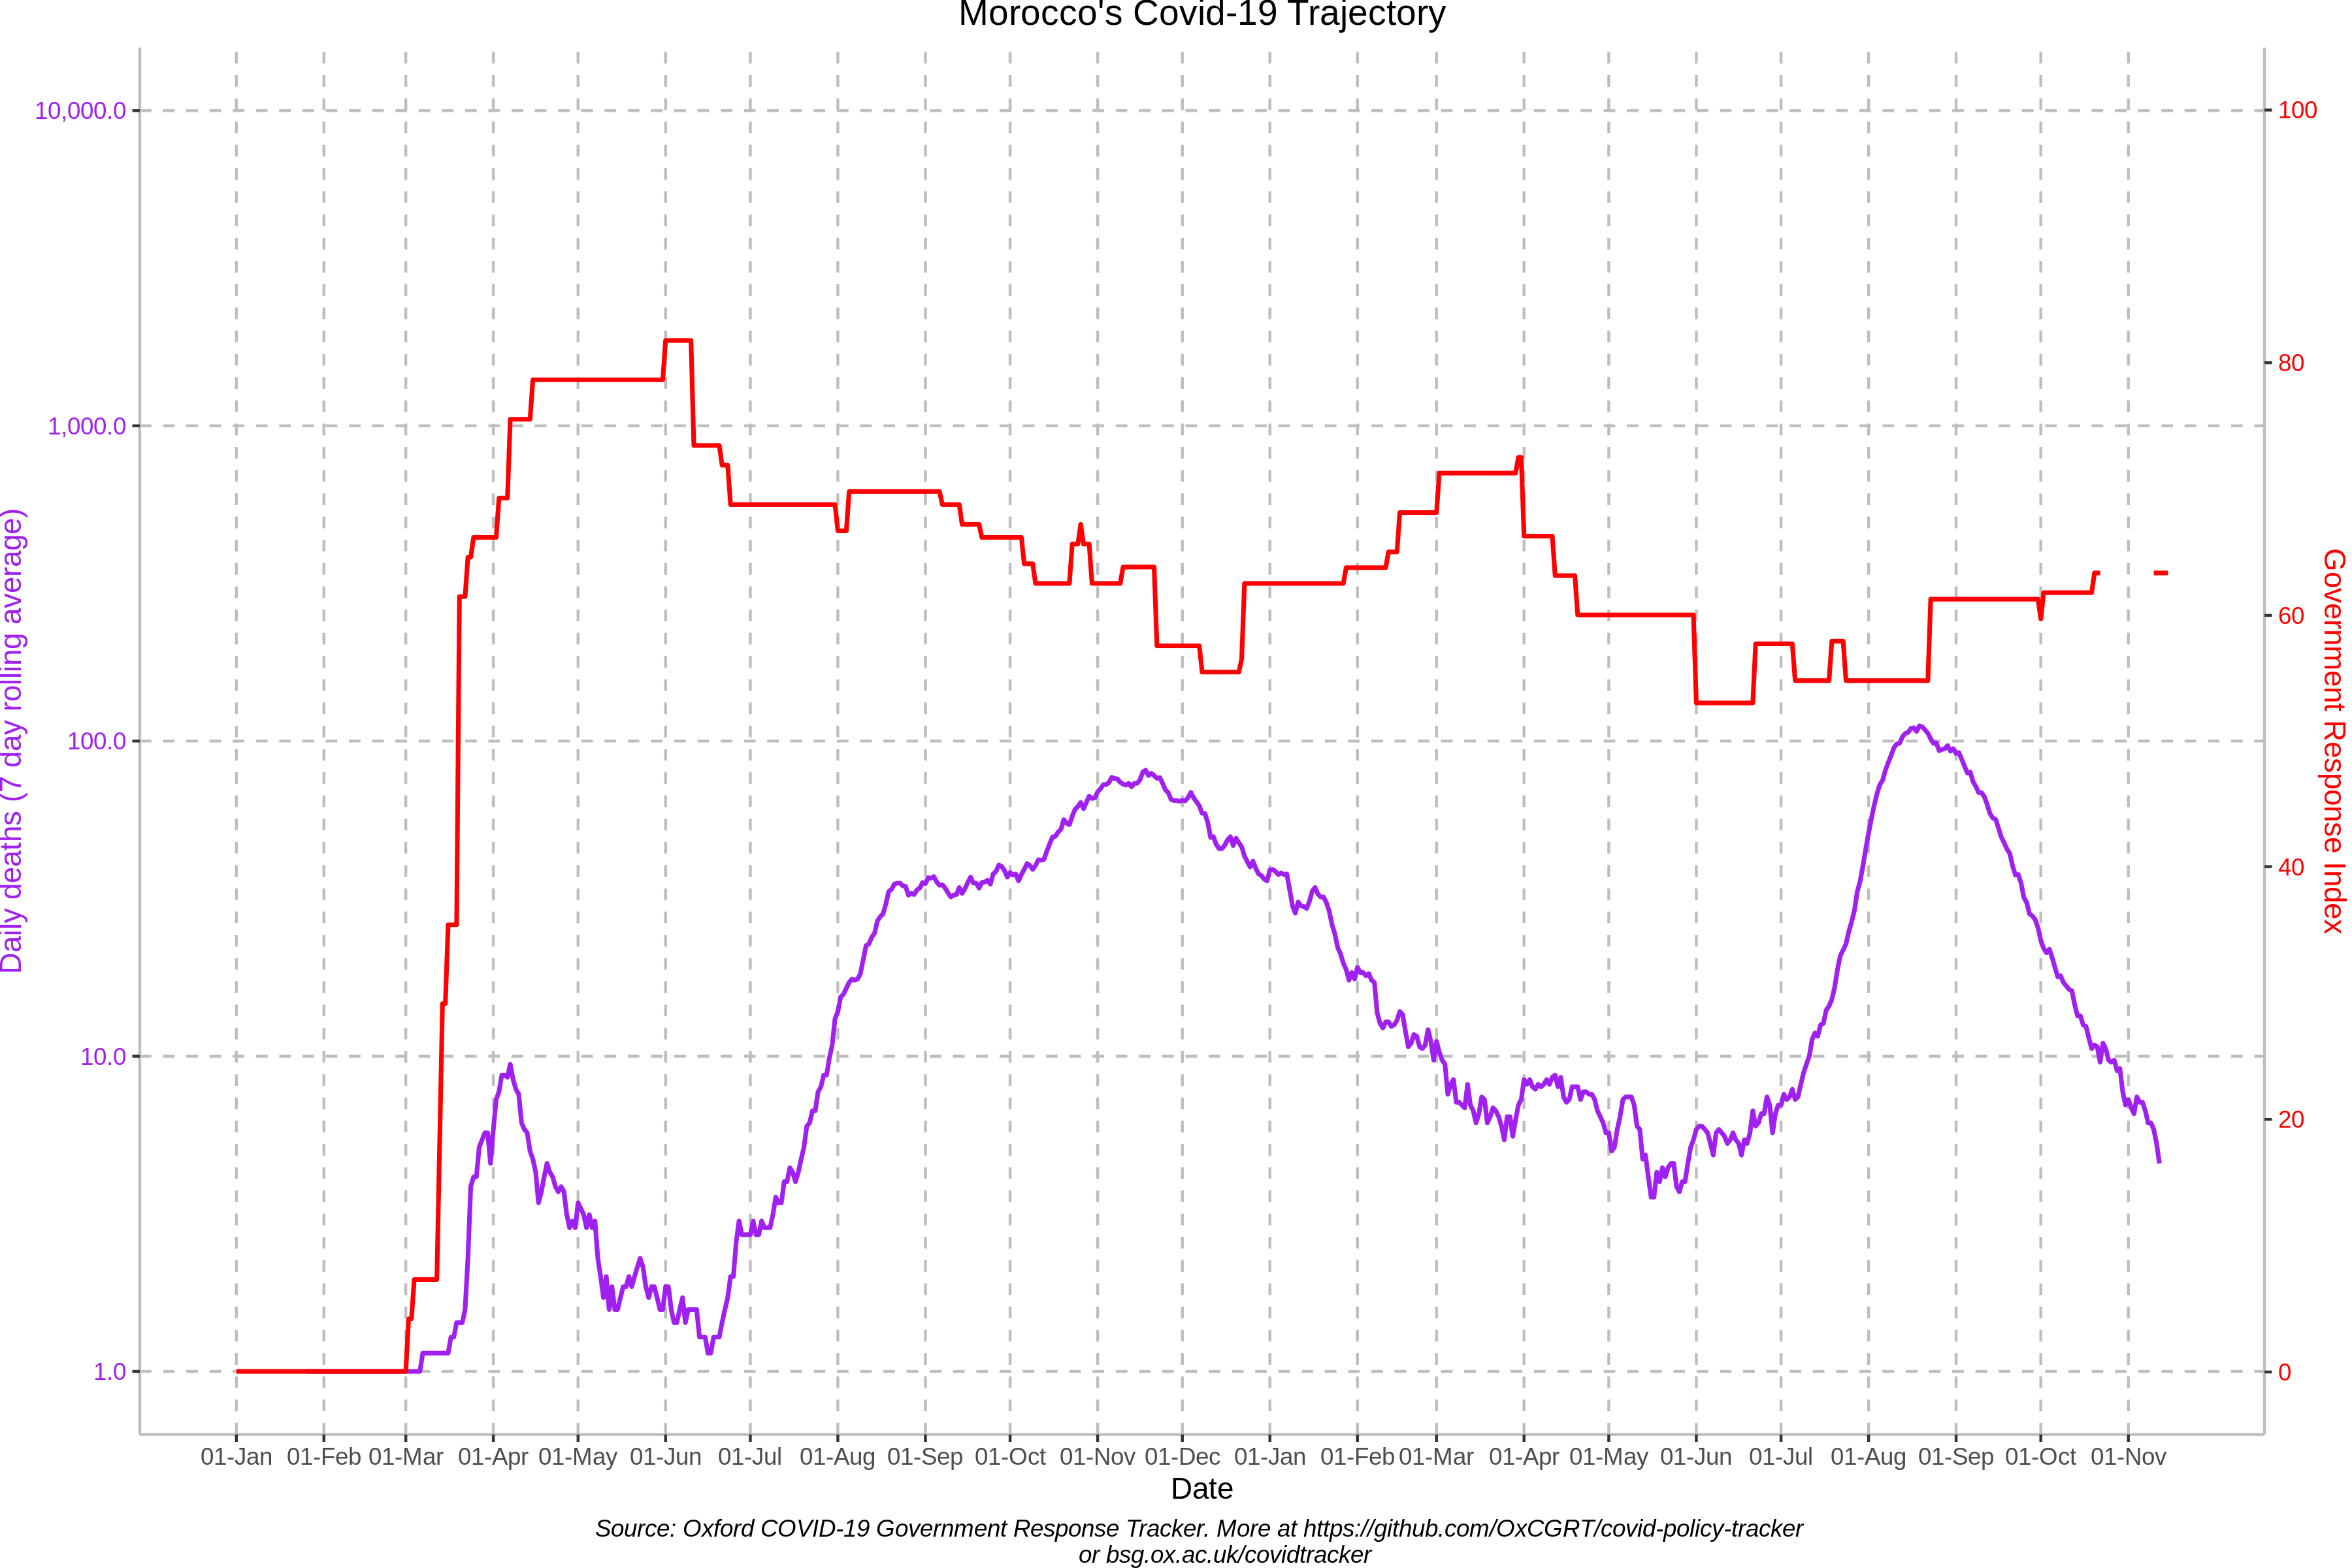 Morocco's Covid-19 Trajectory
10,000.0
1,000.0
100.0
10.0
1.0
Daily deaths (7 day rolling average)
100
80
60
40
20
0
Government Response Index
01-Jan 01-Feb 01-Mar 01-Apr 01-May 01-Jun 01-Jul 01-Aug 01-Sep 01-Oct 01-Nov 01-Dec 01-Jan 01-Feb 01-Mar 01-Apr 01-May 01-Jun 01-Jul 01-Aug 01-Sep 01-Oct 01-Nov
Date
Source: Oxford COVID-19 Government Response Tracker. More at https://github.com/OxCGRT/covid-policy-tracker
or bsg.ox.ac.uk/covidtracker